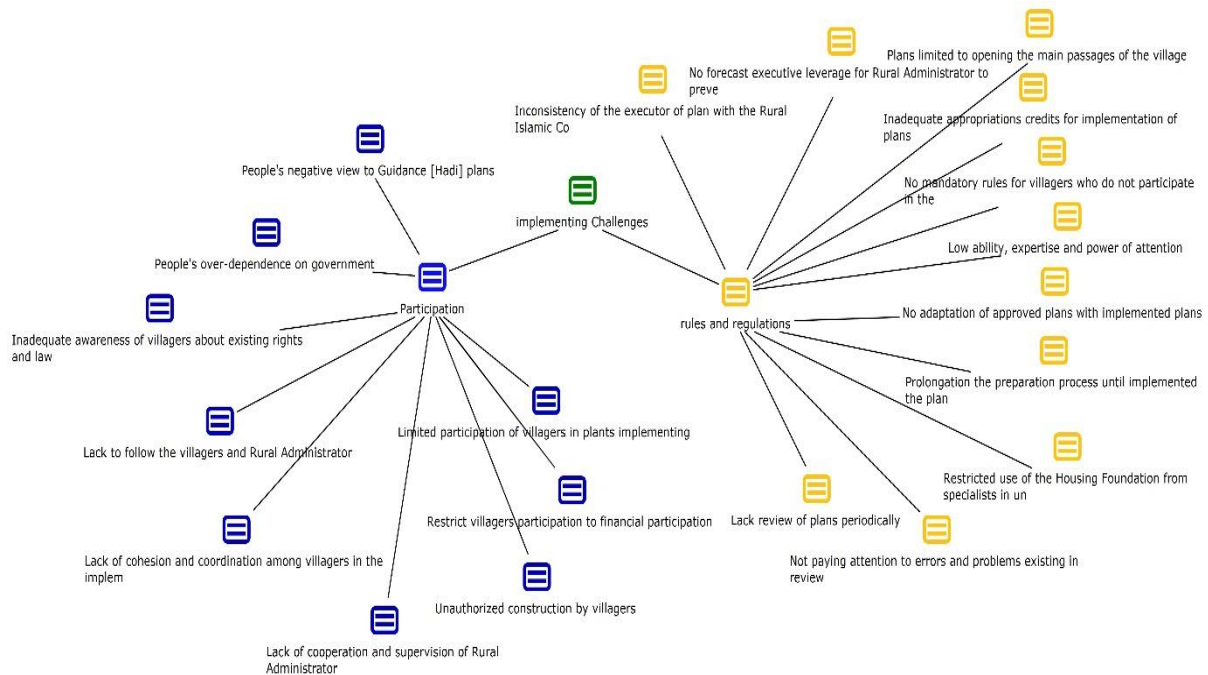 Plans limited to opening the main passages of the village
No forecast executive leverage for Rural Administrator to
preve
Inconsistency of the executor of plan with the Rural
Islamic Co
Inadequate appropriations credits for implementation of
plans
People's negative view to Guidance [Hadi] plans
No mandatory rules for villagers who do not participate
in the
implementing Challenges
Low ability, expertise and power of attention
People's over-dependence on government
Participation
No adaptation of approved plans with implemented plans
rules and regulations
Inadequate awareness of villagers about existing rights
and law
Prolongation the preparation process until implemented
the plan
Limited participation of villagers in plants implementing
Lack to follow the villagers and Rural Administrator
Restricted use of the Housing Foundation from
specialists in un
Restrict villagers participation to financial participation
Lack review of plans periodically
Lack of cohesion and coordination among villagers in the
implem
Not paying attention to errors and problems existing in
review
Unauthorized construction by villagers
Lack of cooperation and supervision of Rural
Administrator